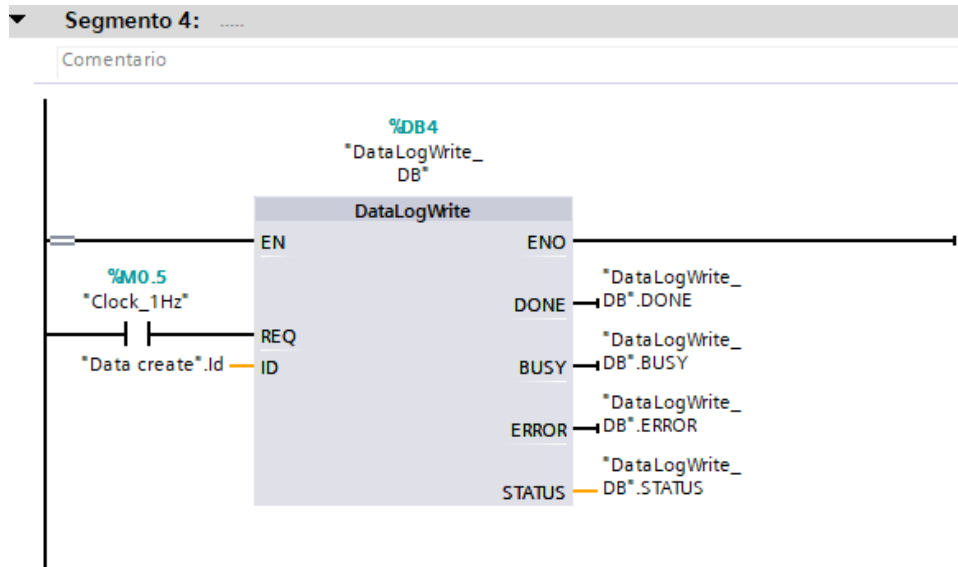 Segmento 4: .....
Comentario
%DB4
"DataLogWrite_
DB"
DataLogWrite
EN
ENO
%M0.5
"Clock_1Hz"
REQ
"Data create".Id
ID
DONE
"DataLogWrite_
DB".DONE
BUSY
"DataLogWrite_
DB".BUSY
ERROR
"DataLogWrite_
DB".ERROR
STATUS
"DataLogWrite_
DB".STATUS